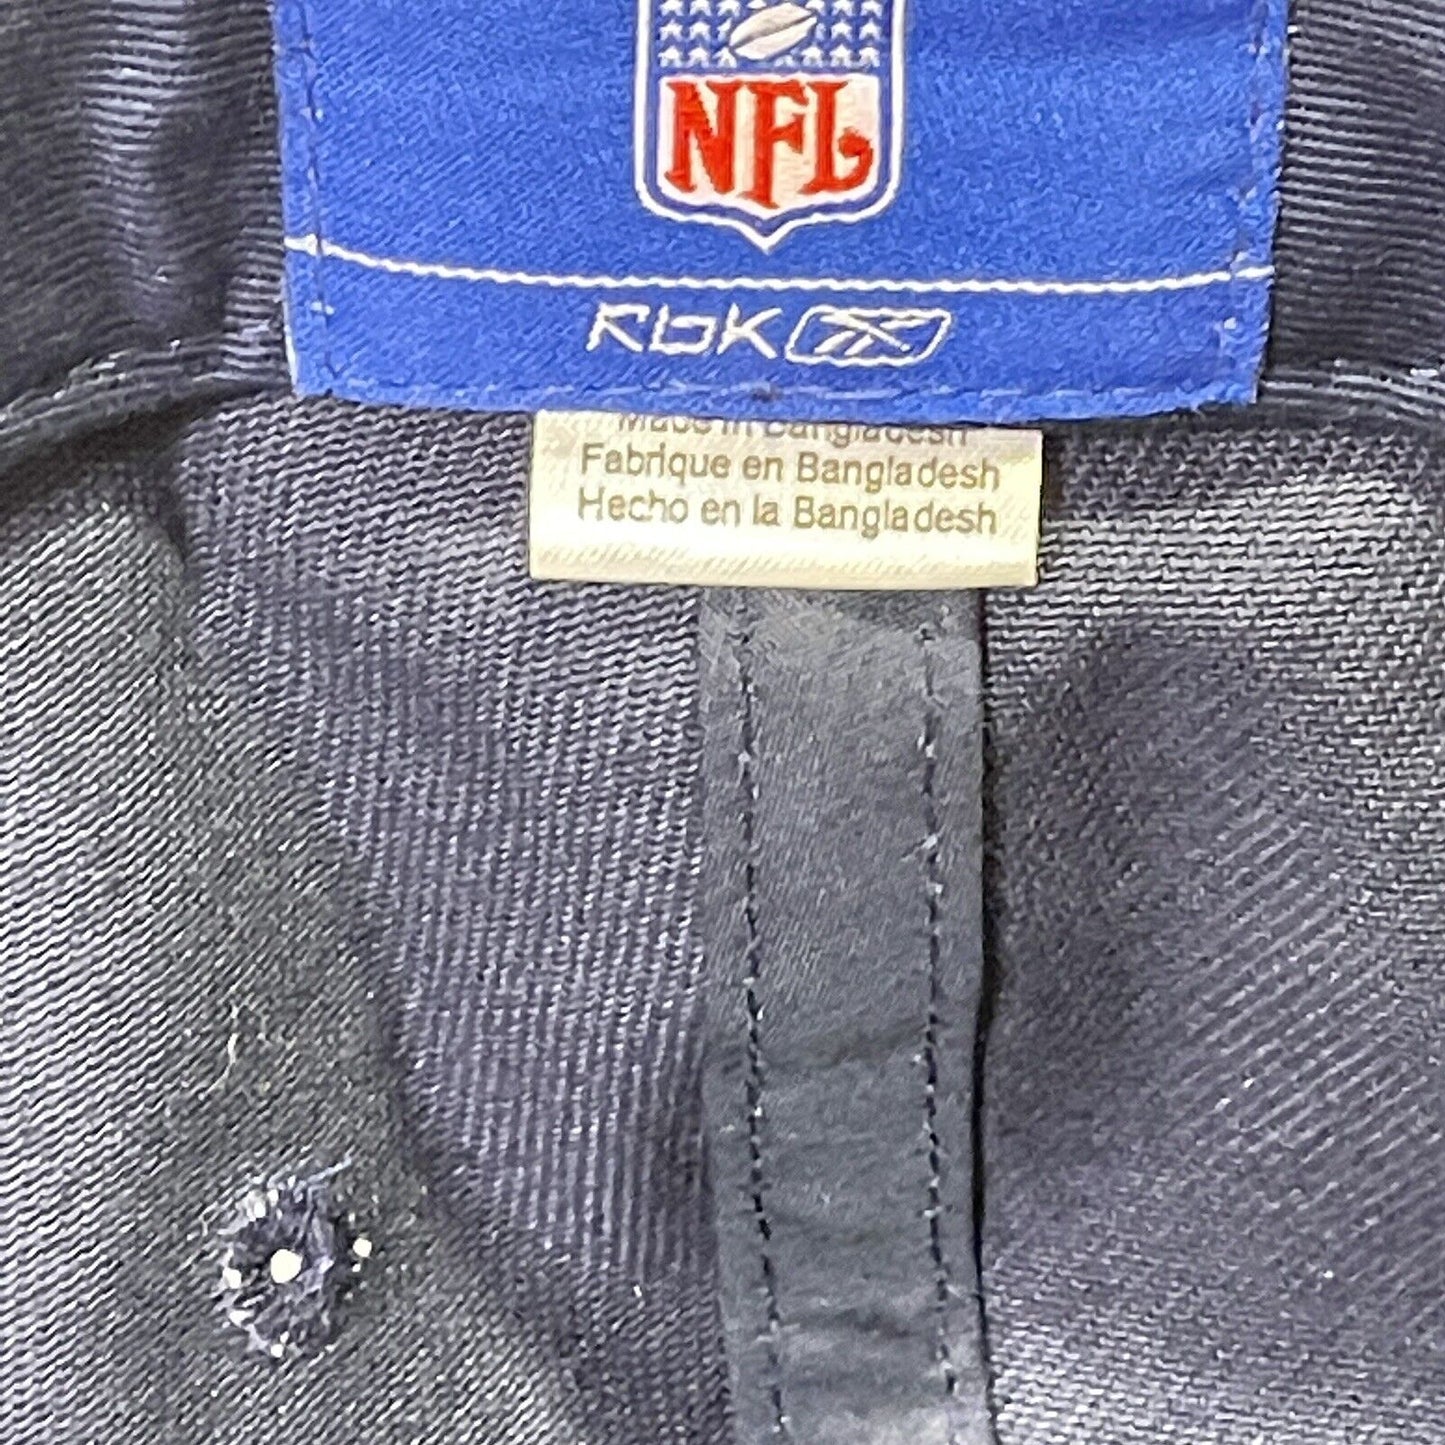 NFL
RBK
Made in Bangladesh
Fabrique en Bangladesh
Hecho en la Bangladesh